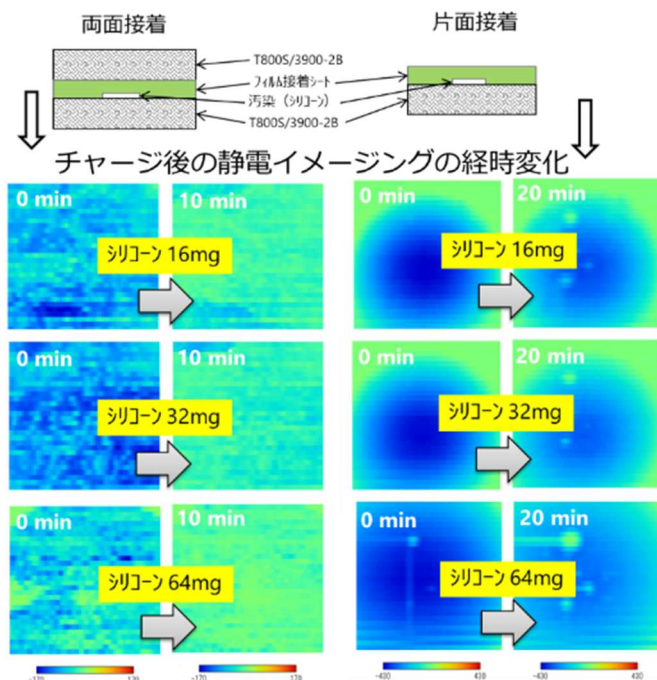 両面接着
片面接着
T800S/3900-2B
フィルム接着シート
汚染（シリコーン）
T800S/3900-2B
チャージ後の静電イメージングの経時変化
0 min
10 min
0 min
20 min
シリコーン 16mg
シリコーン 16mg
0 min
10 min
0 min
20 min
シリコーン 32mg
シリコーン 32mg
0 min
10 min
0 min
20 min
シリコーン 64mg
シリコーン 64mg
-170
170
-170
170
-430
430
-430
430